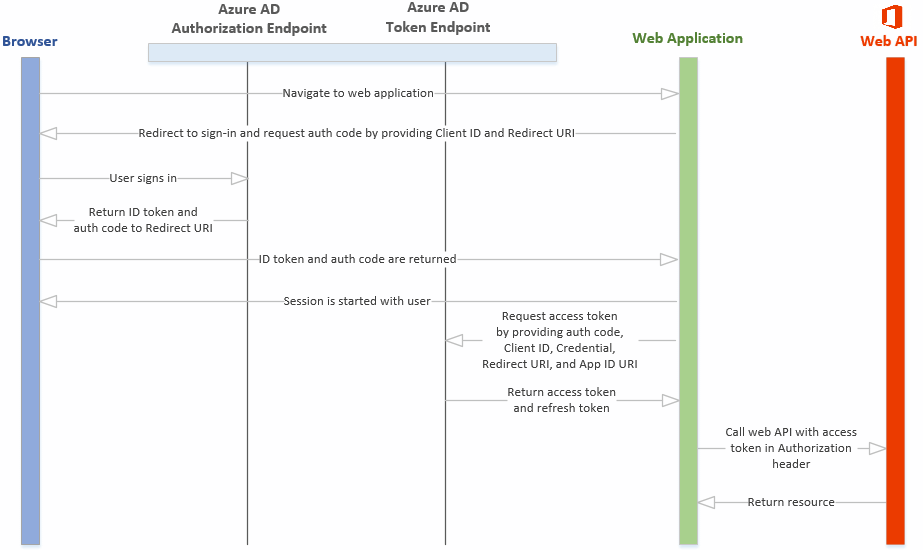 Azure AD
Authorization Endpoint
Azure AD
Token Endpoint
Browser
Web Application
Web API
Navigate to web application
Redirect to sign-in and request auth code by providing Client ID and Redirect URI
User signs in
Return ID token and
auth code to Redirect URI
ID token and auth code are returned
Session is started with user
Request access token
by providing auth code,
Client ID, Credential,
Redirect URI, and App ID URI
Return access token
and refresh token
Call web API with access
token in Authorization
header
Return resource